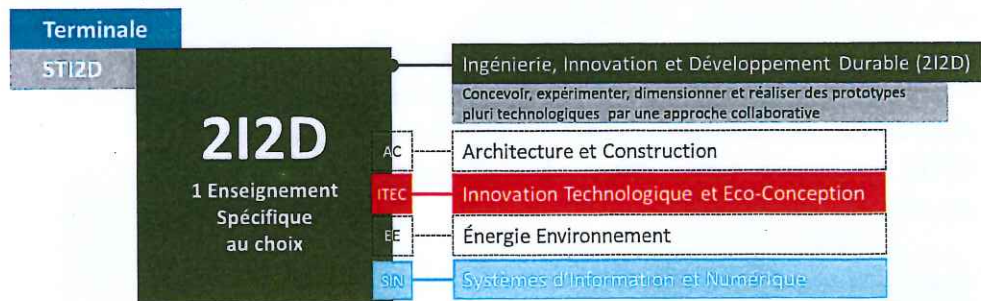 Terminale
STI2D
2I2D
1 Enseignement
Spécifique
au choix
Ingénierie, Innovation et Développement Durable (2I2D)
Concevoir, expérimenter, dimensionner et réaliser des prototypes
pluri technologiques par une approche collaborative
AC
Architecture et Construction
ITEC
Innovation Technologique et Eco-Conception
EE
Énergie Environnement
SIN
Systèmes d'Information et Numérique